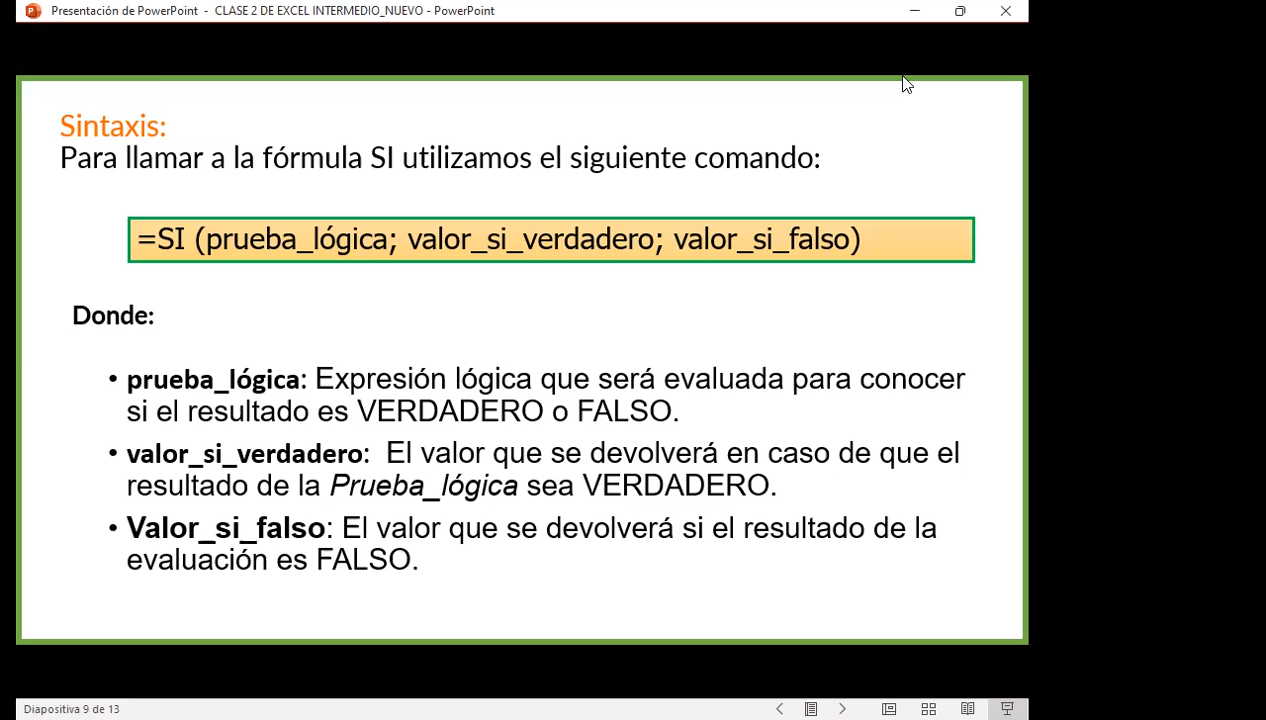 Presentación de PowerPoint - CLASE 2 DE EXCEL INTERMEDIO_NUEVO - PowerPoint
Sintaxis:
Para llamar a la fórmula SI utilizamos el siguiente comando:
=SI (prueba_lógica; valor_si_verdadero; valor_si_falso)
Donde:
• prueba_lógica: Expresión lógica que será evaluada para conocer
si el resultado es VERDADERO o FALSO.
• valor_si_verdadero: El valor que se devolverá en caso de que el
resultado de la Prueba_lógica sea VERDADERO.
• Valor_si_falso: El valor que se devolverá si el resultado de la
evaluación es FALSO.
Diapositiva 9 de 13